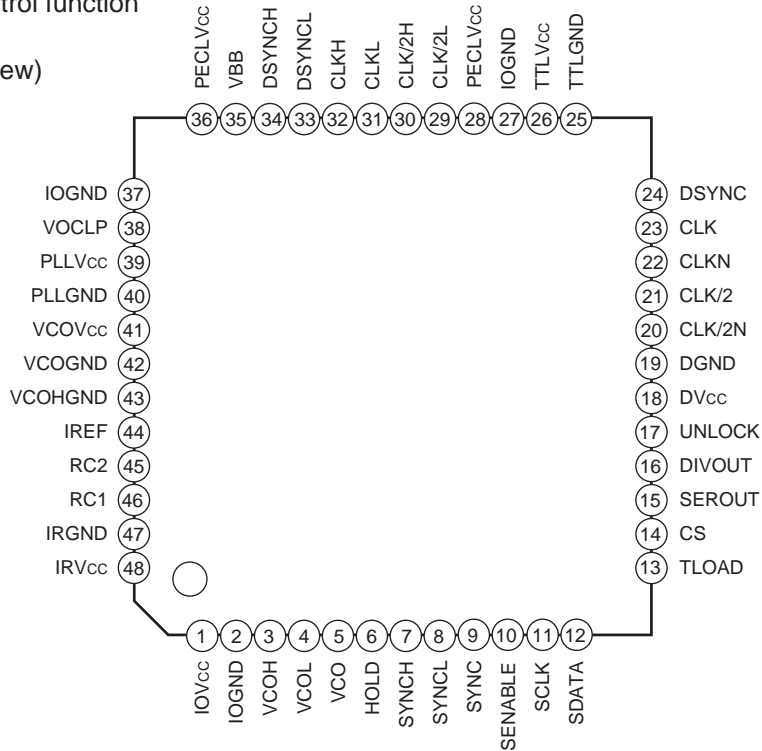 trol function
ew)
PECLVcc
VBB
DSYNCH
DSYNCL
CLKH
CLKL
CLK/2H
CLK/2L
PECLVcc
IOGND
TTLVcc
TTLGND
36 35 34 33 32 31 30 29 28 27 26 25
IOGND 37
VOCLP 38
PLLVcc 39
PLLGND 40
VCOVcc 41
VCOGND 42
VCOHGND 43
IREF 44
RC2 45
RC1 46
IRGND 47
IRVcc 48
24 DSYNC
23 CLK
22 CLKN
21 CLK/2
20 CLK/2N
19 DGND
18 DVcc
17 UNLOCK
16 DIVOUT
15 SEROUT
14 CS
13 TLOAD
1 2 3 4 5 6 7 8 9 10 11 12
IOVcc
IOGND
VCOH
VCOL
VCO
HOLD
SYNCH
SYNCL
SYNC
SENABLE
SCLK
SDATA